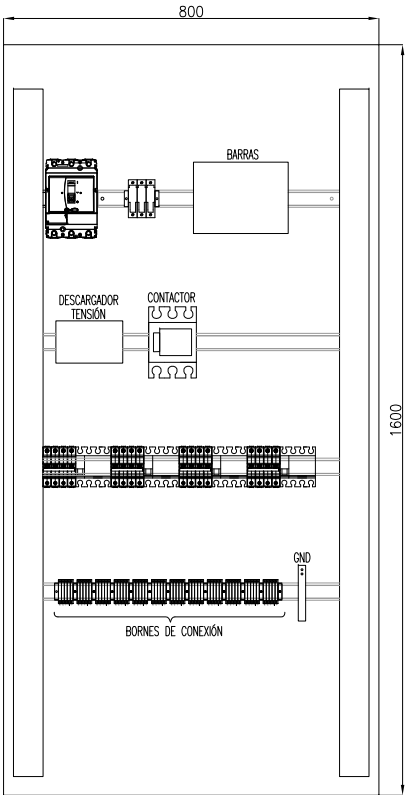 800
BARRAS
DESCARGADOR
TENSIÓN
CONTACTOR
1600
GND
BORNES DE CONEXIÓN